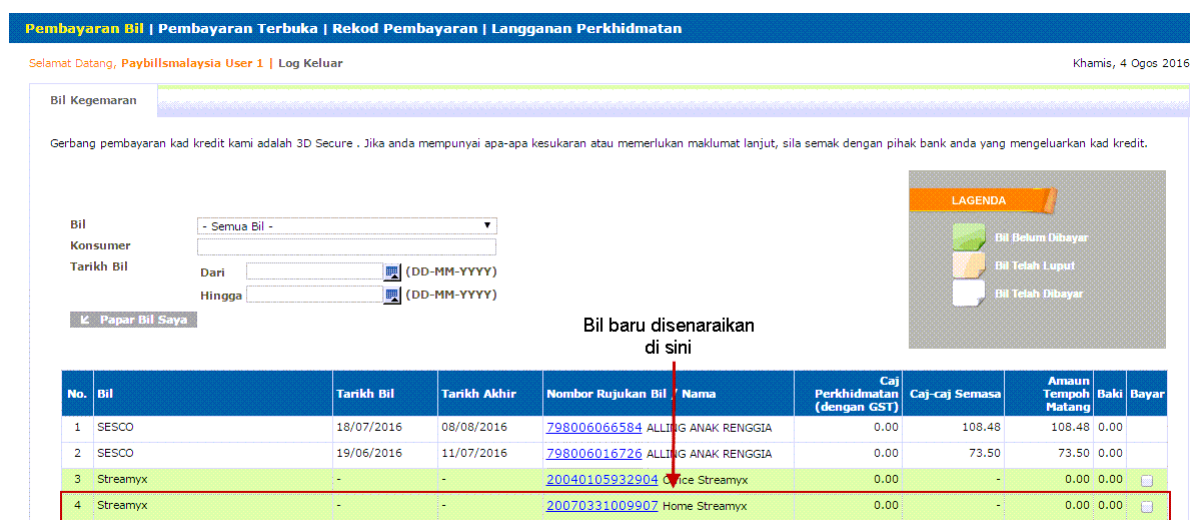 Pembayaran Bil | Pembayaran Terbuka | Rekod Pembayaran | Langganan Perkhidmatan
Selamat Datang, Paybillsmalaysia User 1 | Log Keluar
Khamis, 4 Ogos 2016
Bil Kegemaran
Gerbang pembayaran kad kredit kami adalah 3D Secure . Jika anda mempunyai apa-apa kesukaran atau memerlukan maklumat lanjut, sila semak dengan pihak bank anda yang mengeluarkan kad kredit.
LAGENDA
Bil Belum Dibayar
Bil Telah Luput
Bil Telah Dibayar
Bil - Semua Bil -
Konsumer
Tarikh Bil Dari (DD-MM-YYYY)
Hingga (DD-MM-YYYY)
Papar Bil Saya
Bil baru disenaraikan
di sini
No. Bil Tarikh Bil Tarikh Akhir Nombor Rujukan Bil / Nama Caj Perkhidmatan (dengan GST) Caj-caj Semasa Amaun Tempoh Matang Baki Bayar
1 SESCO 18/07/2016 08/08/2016 798006066584 ALLING ANAK RENGGIA 0.00 108.48 108.48 0.00
2 SESCO 19/06/2016 11/07/2016 798006016726 ALLING ANAK RENGGIA 0.00 73.50 73.50 0.00
3 Streamyx - - 20040105932904 Office Streamyx 0.00 - 0.00 0.00
4 Streamyx - - 20070331009907 Home Streamyx 0.00 - 0.00 0.00